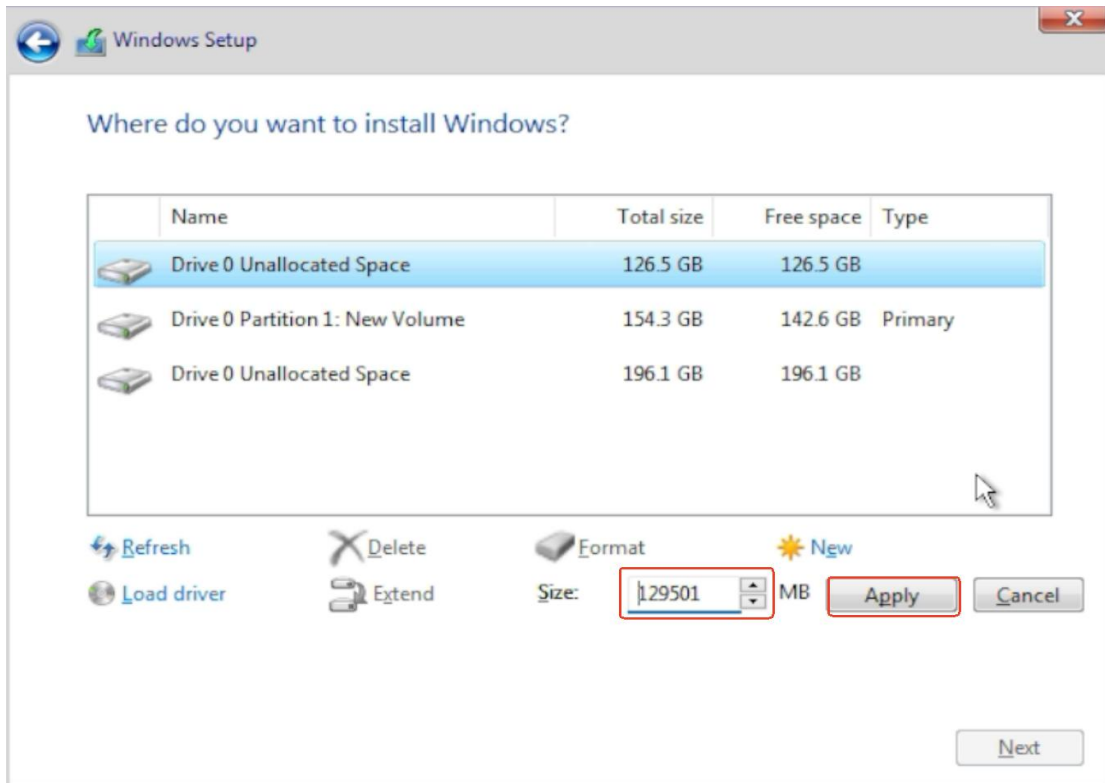 Windows Setup
Where do you want to install Windows?
Name Total size Free space Type
Drive 0 Unallocated Space 126.5 GB 126.5 GB
Drive 0 Partition 1: New Volume 154.3 GB 142.6 GB Primary
Drive 0 Unallocated Space 196.1 GB 196.1 GB
Refresh Delete Format New
Load driver Extend Size: 129501 MB Apply Cancel
Next